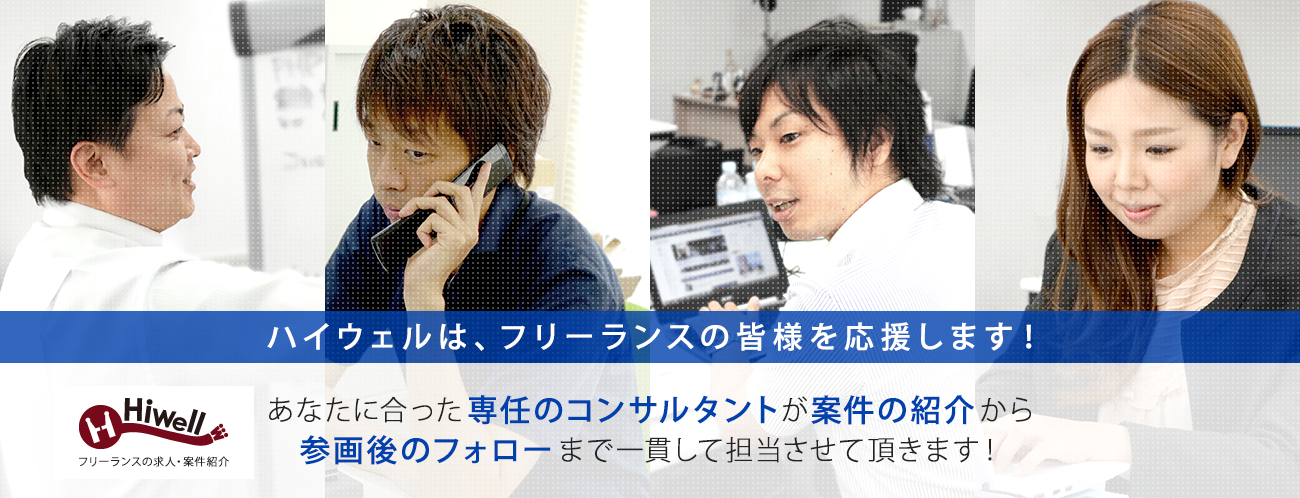 ハイウェルは、フリーランスの皆様を応援します!
あなたに合った専任のコンサルタントが案件の紹介から
参画後のフォローまで一貫して担当させて頂きます!
Hiwell
フリーランスの求人・案件紹介
PHP